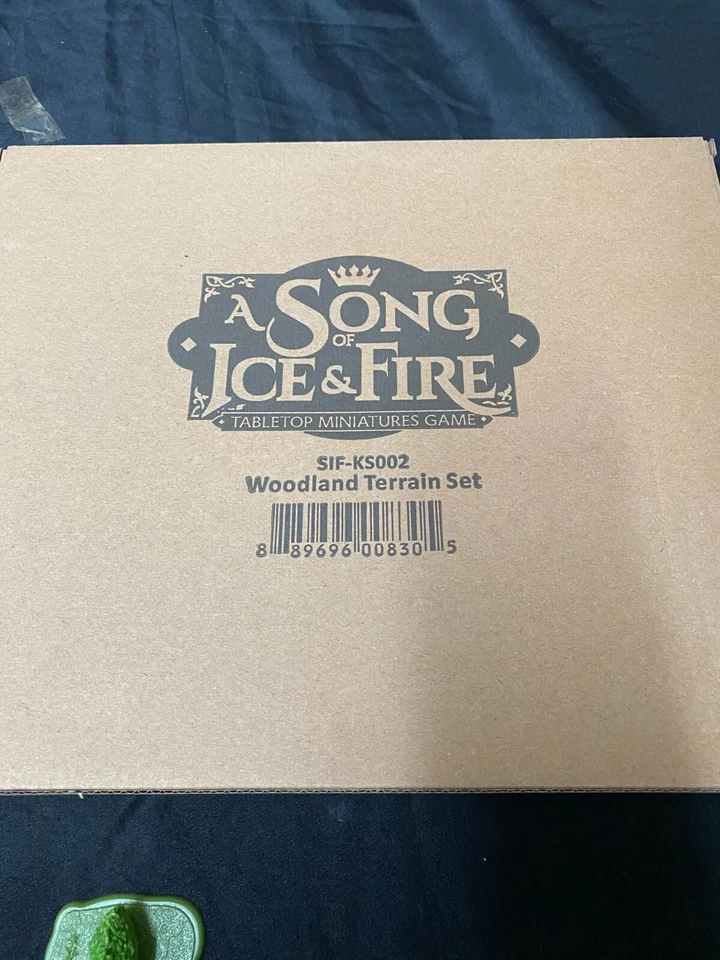 A SONG
OF
ICE & FIRE
TABLETOP MINIATURES GAME
SIF-KS002
Woodland Terrain Set
8 89696 00830 5